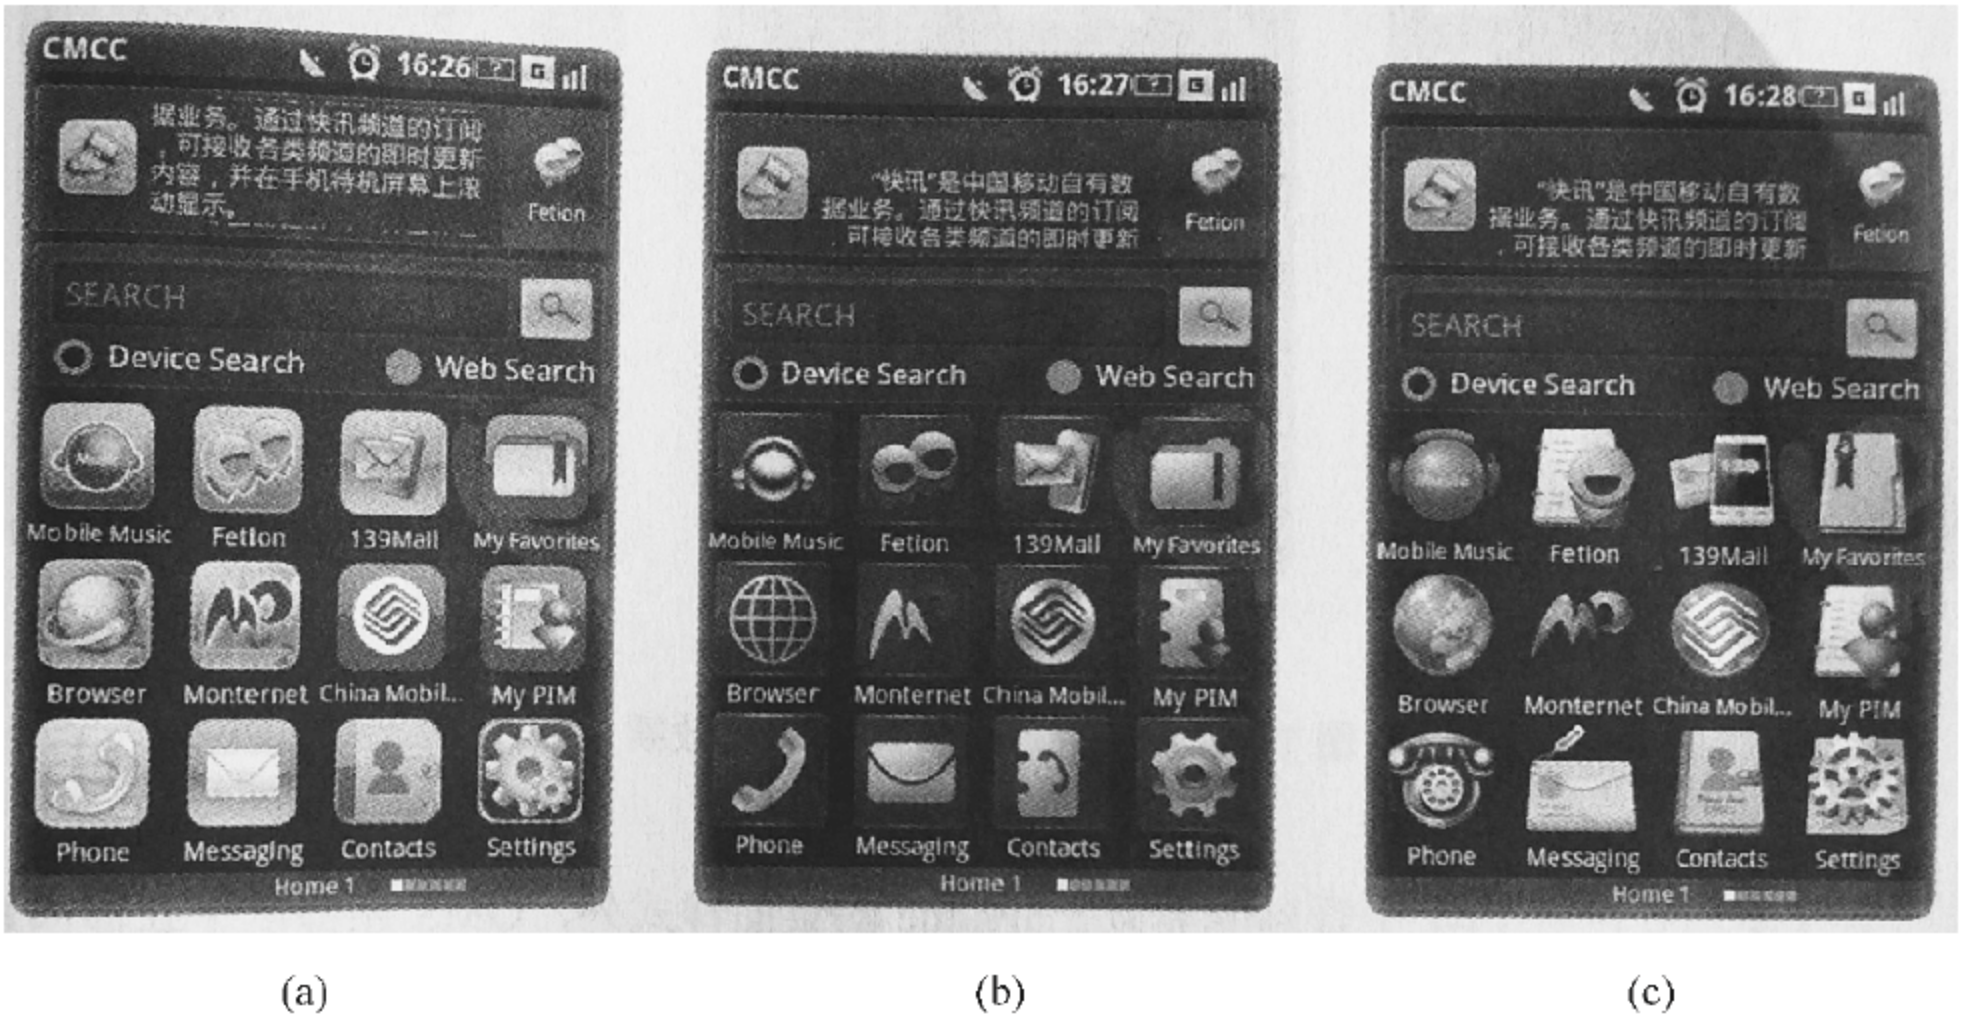 CMCC
16:26
G
据业务。通过快讯频道的订阅
，可接收各类频道的即时更新
内容，并在手机待机屏幕上滚
动显示。
Fetion
SEARCH
Device Search
Web Search
Mobile Music
Fetion
139Mall
My Favorites
Browser
Monternet
China Mobil...
My PIM
Phone
Messaging
Contacts
Settings
Home 1
CMCC
16:27
G
“快讯”是中国移动自有数
据业务。通过快讯频道的订阅
，可接收各类频道的即时更新
Fetion
SEARCH
Device Search
Web Search
Mobile Music
Fetion
139Mall
My Favorites
Browser
Monternet
China Mobil...
My PIM
Phone
Messaging
Contacts
Settings
Home 1
CMCC
16:28
G
“快讯”是中国移动自有数
据业务。通过快讯频道的订阅
，可接收各类频道的即时更新
Fetion
SEARCH
Device Search
Web Search
Mobile Music
Fetion
139Mall
My Favorites
Browser
Monternet
China Mobil...
My PIM
Phone
Messaging
Contacts
Settings
Home 1
(a)
(b)
(c)